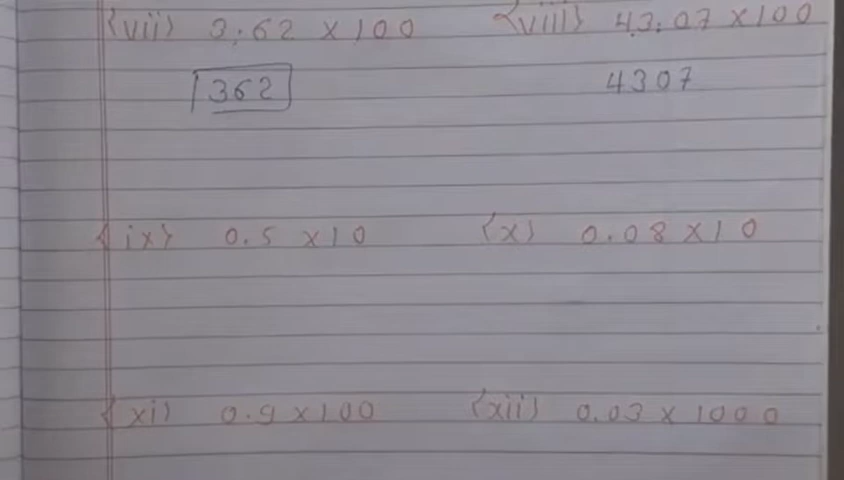 (vii) 3.62 x 100 (viii) 43.07 x 100
362 4307
(ix) 0.5 x 10 (x) 0.08 x 10
(xi) 0.9 x 100 (xii) 0.03 x 1000